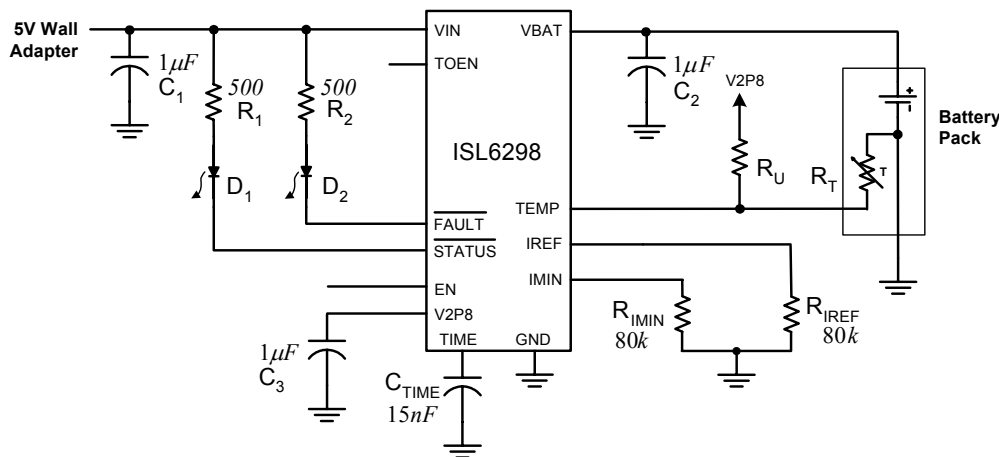 5V Wall
Adapter
1µF
C1
500
R1
500
R2
D1
D2
VIN
TOEN
ISL6298
FAULT
STATUS
EN
V2P8
TIME
GND
VBAT
TEMP
IREF
IMIN
1µF
C2
V2P8
RU
RT
T
+
Battery
Pack
RIMIN
80k
RIREF
80k
1µF
C3
CTIME
15nF